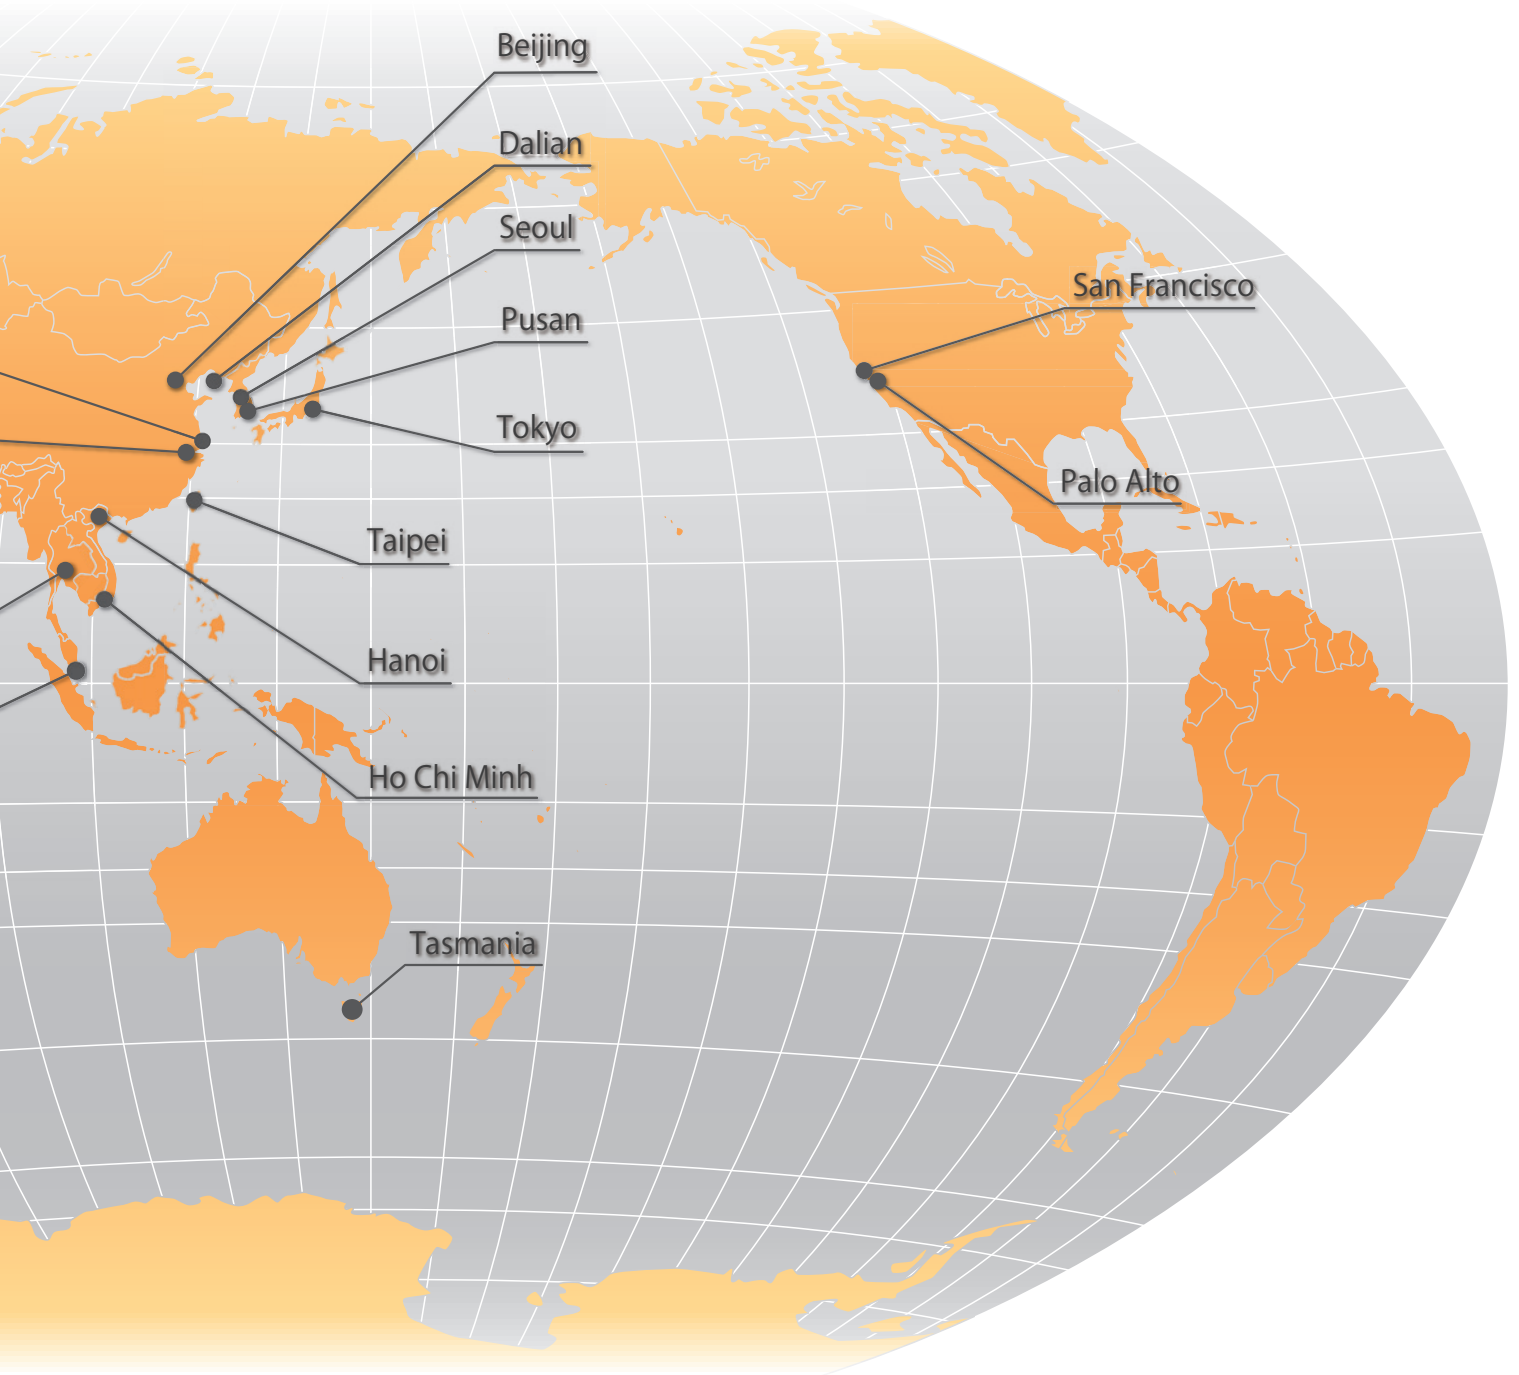 Beijing
Dalian
Seoul
San Francisco
Pusan
Tokyo
Palo Alto
Taipei
Hanoi
Ho Chi Minh
Tasmania